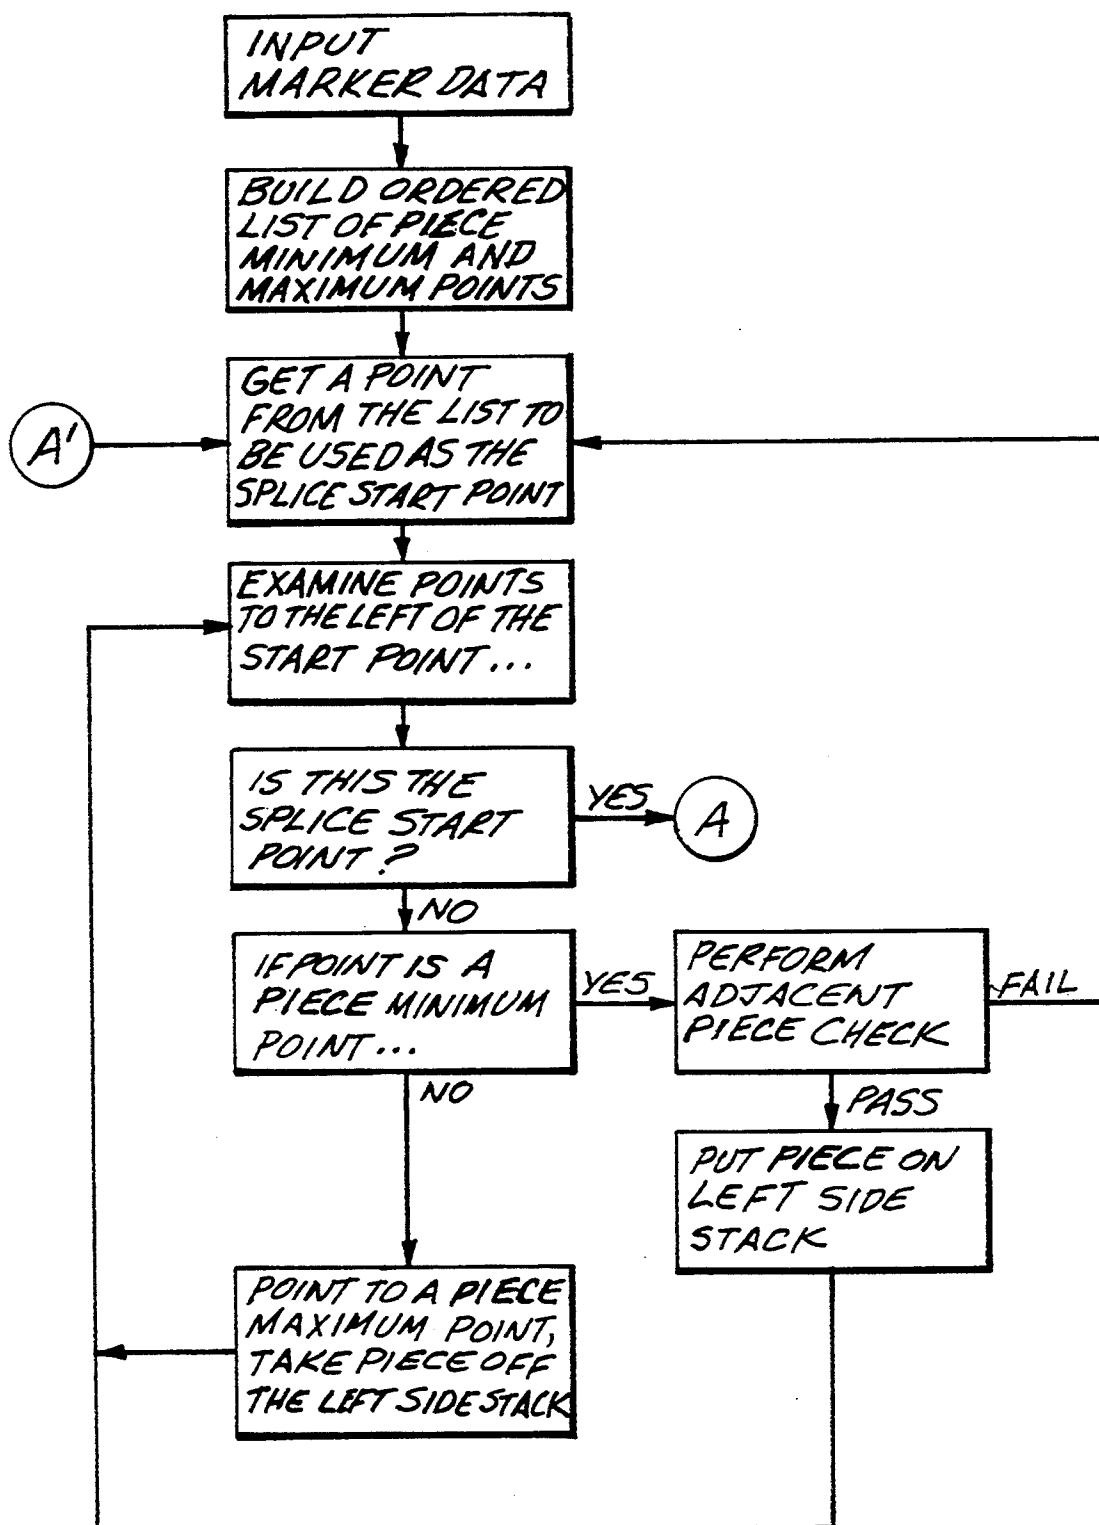 INPUT
MARKER DATA
BUILD ORDERED
LIST OF PIECE
MINIMUM AND
MAXIMUM POINTS
A'
GET A POINT
FROM THE LIST TO
BE USED AS THE
SPLICE START POINT
EXAMINE POINTS
TO THE LEFT OF THE
START POINT...
IS THIS THE
SPLICE START
POINT?
YES
A
NO
IF POINT IS A
PIECE MINIMUM
POINT...
YES
PERFORM
ADJACENT
PIECE CHECK
FAIL
NO
PASS
PUT PIECE ON
LEFT SIDE
STACK
POINT TO A PIECE
MAXIMUM POINT,
TAKE PIECE OFF
THE LEFT SIDE STACK